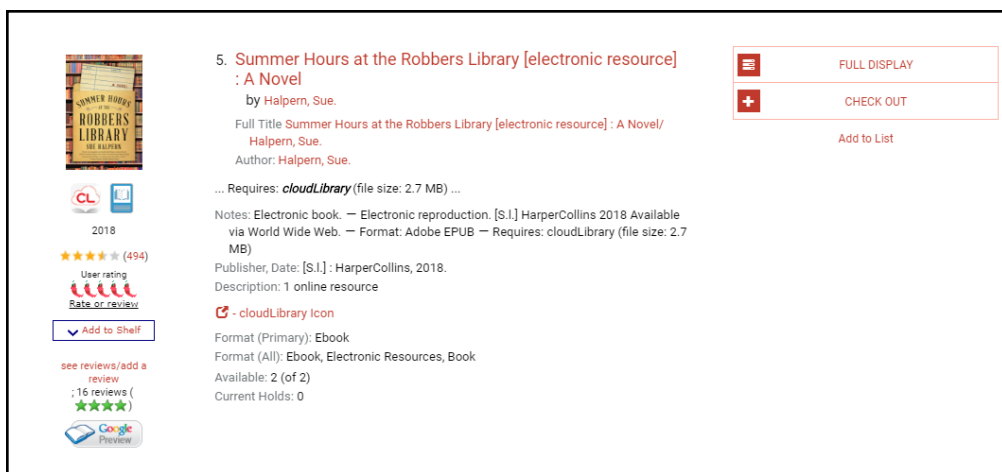 SUMMER HOURS
AT THE
ROBBERS
LIBRARY
SUE HALPERN
CL
2018
(494)
User rating
Rate or review
Add to Shelf
see reviews/add a
review
; 16 reviews (
)
Google
Preview
5. Summer Hours at the Robbers Library [electronic resource]
: A Novel
by Halpern, Sue.
Full Title Summer Hours at the Robbers Library [electronic resource] : A Novel/
Halpern, Sue.
Author: Halpern, Sue.
... Requires: cloudLibrary (file size: 2.7 MB) ...
Notes: Electronic book. — Electronic reproduction. [S.l.] HarperCollins 2018 Available
via World Wide Web. — Format: Adobe EPUB — Requires: cloudLibrary (file size: 2.7
MB)
Publisher, Date: [S.l.] : HarperCollins, 2018.
Description: 1 online resource
- cloudLibrary Icon
Format (Primary): Ebook
Format (All): Ebook, Electronic Resources, Book
Available: 2 (of 2)
Current Holds: 0
FULL DISPLAY
CHECK OUT
Add to List